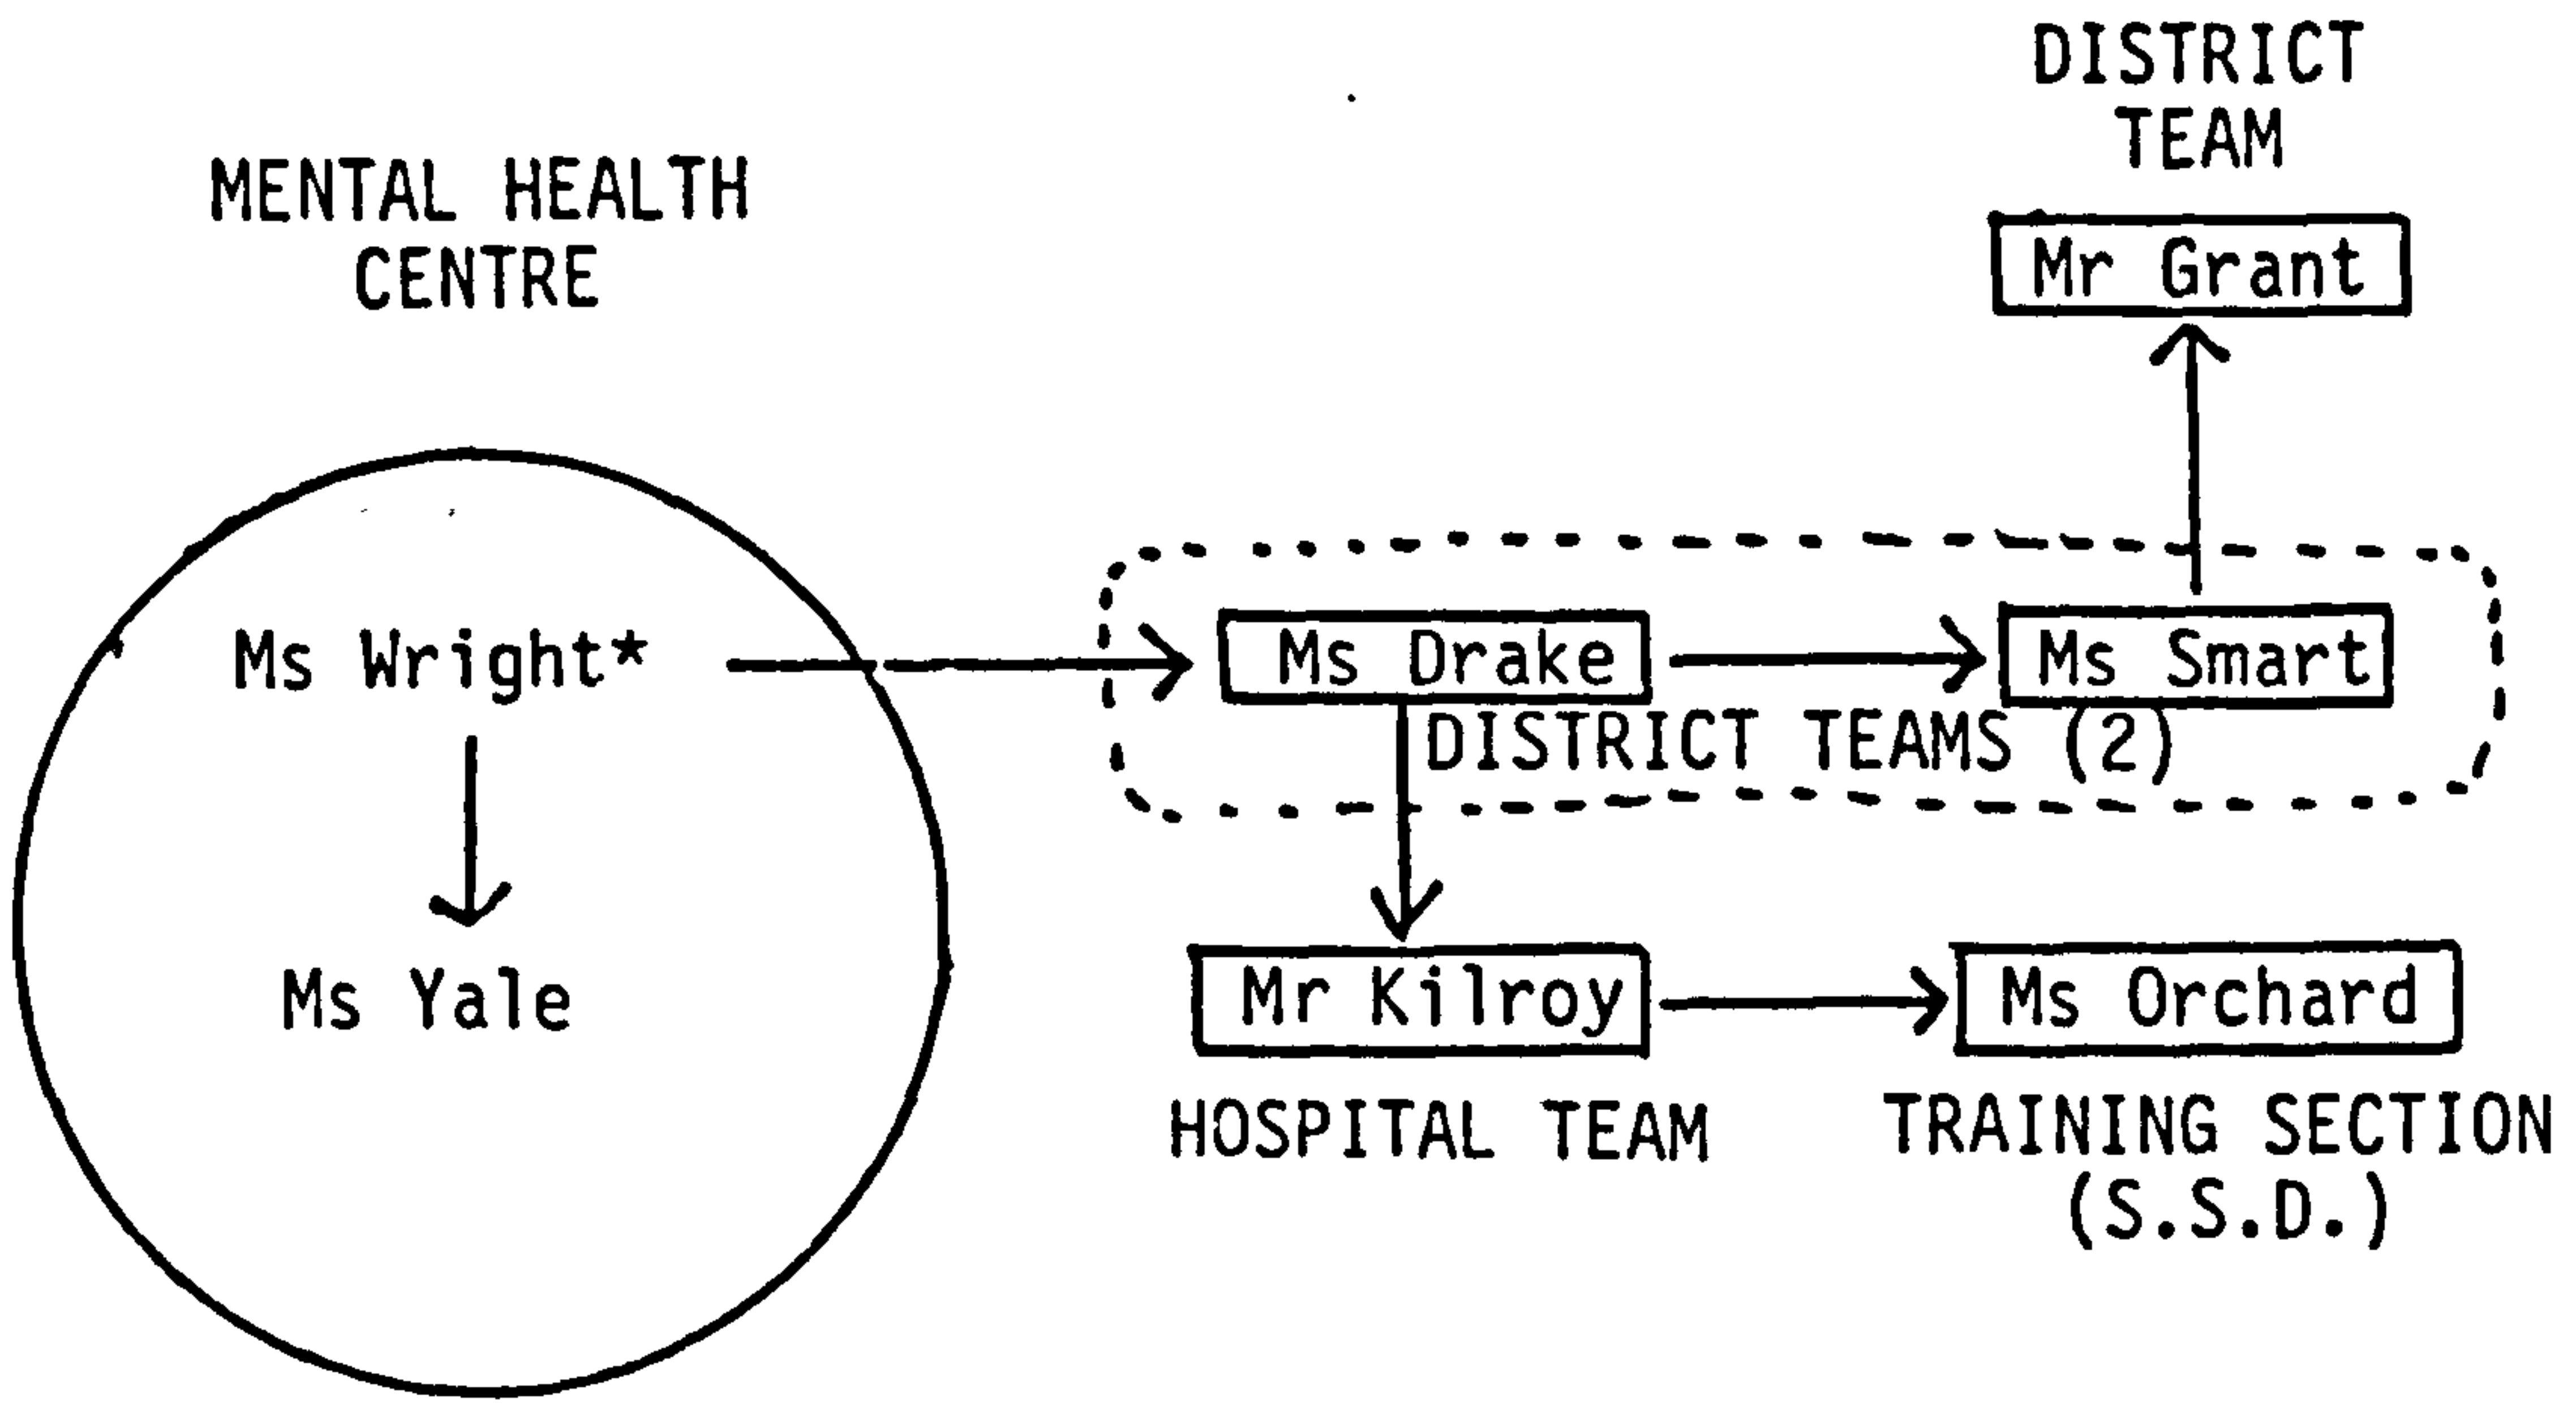 DISTRICT
TEAM
MENTAL HEALTH
CENTRE
Mr Grant
Ms Wright*
Ms Drake
Ms Smart
DISTRICT TEAMS (2)
Ms Yale
Mr Kilroy
Ms Orchard
HOSPITAL TEAM
TRAINING SECTION
(S.S.D.)